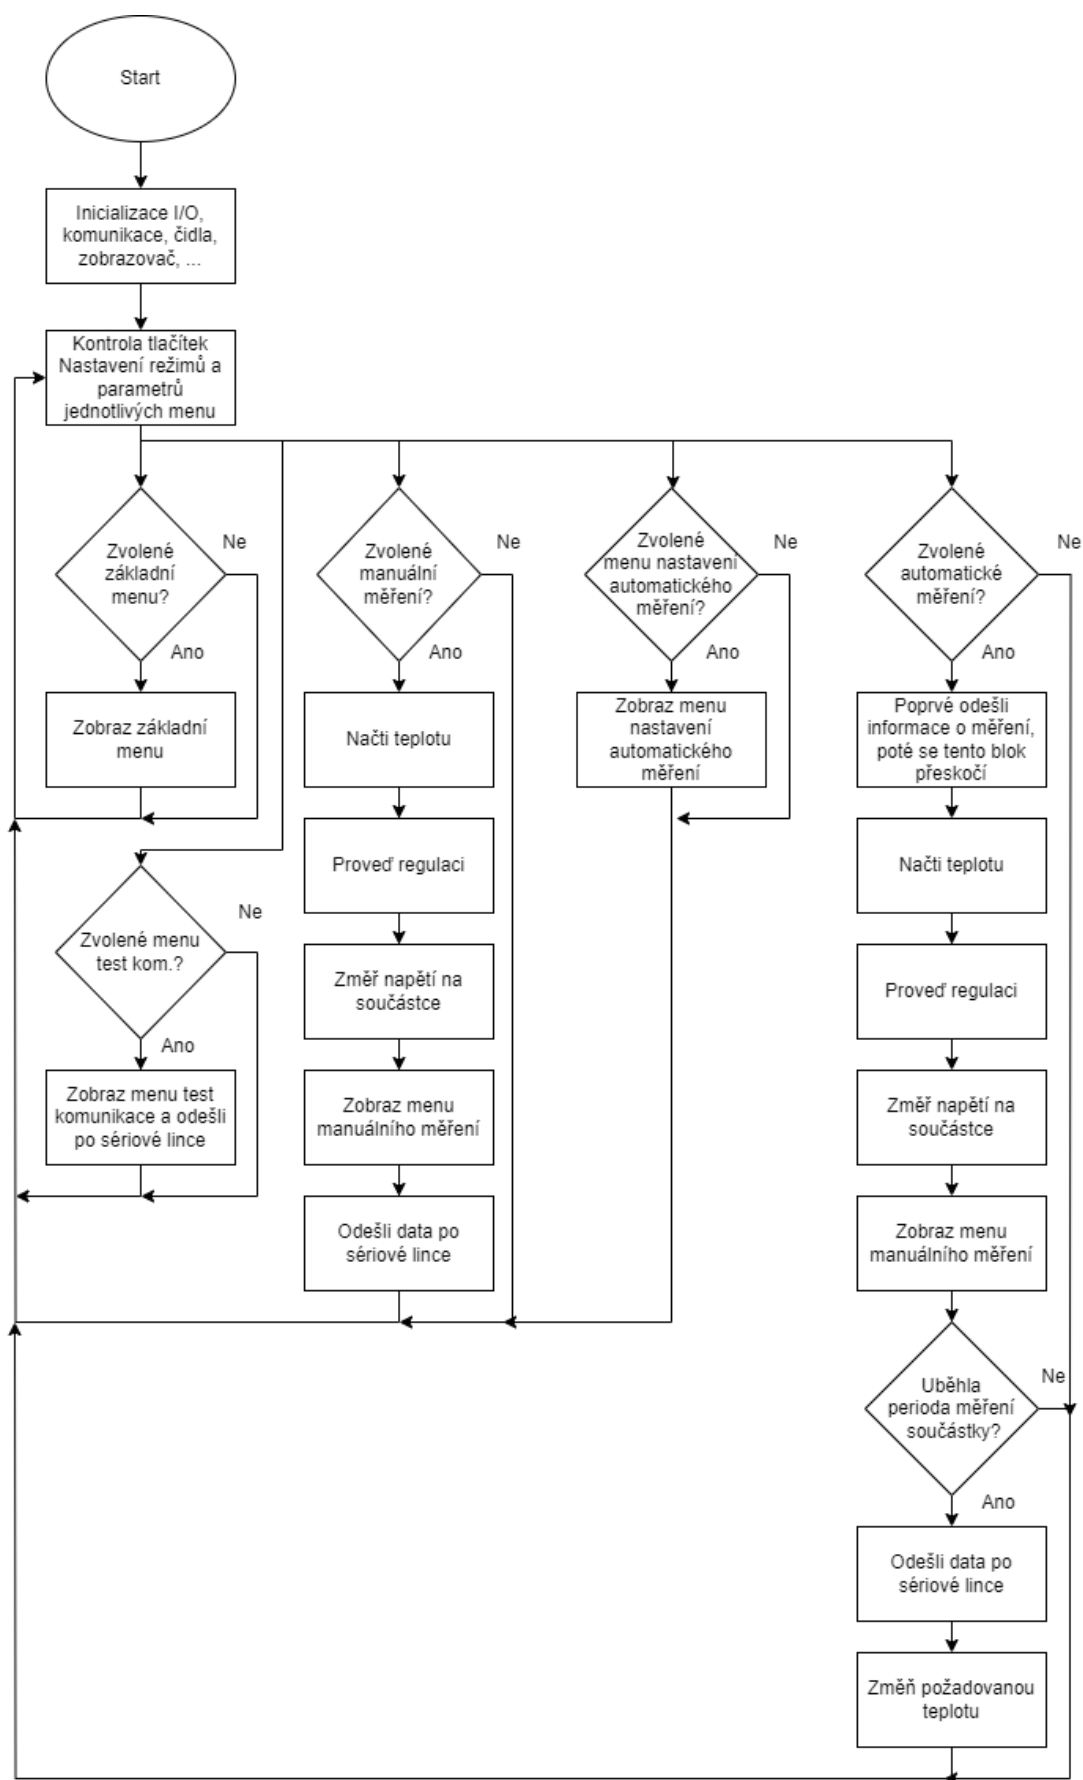 Start
Inicializace I/O,
komunikace, čidla,
zobrazovač, ...
Kontrola tlačítek
Nastavení režimů a
parametrů
jednotlivých menu
Zvolené
základní
menu?
Ne
Ano
Zobraz základní
menu
Zvolené menu
test kom.?
Ne
Ano
Zobraz menu test
komunikace a odešli
po sériové lince
Zvolené
manuální
měření?
Ne
Ano
Načti teplotu
Proveď regulaci
Změř napětí na
součástce
Zobraz menu
manuálního měření
Odešli data po
sériové lince
Zvolené
menu nastavení
automatického
měření?
Ne
Ano
Zobraz menu
nastavení
automatického
měření
Zvolené
automatické
měření?
Ne
Ano
Poprvé odešli
informace o měření,
poté se tento blok
přeskočí
Načti teplotu
Proveď regulaci
Změř napětí na
součástce
Zobraz menu
manuálního měření
Uběhla
perioda měření
součástky?
Ne
Ano
Odešli data po
sériové lince
Změň požadovanou
teplotu